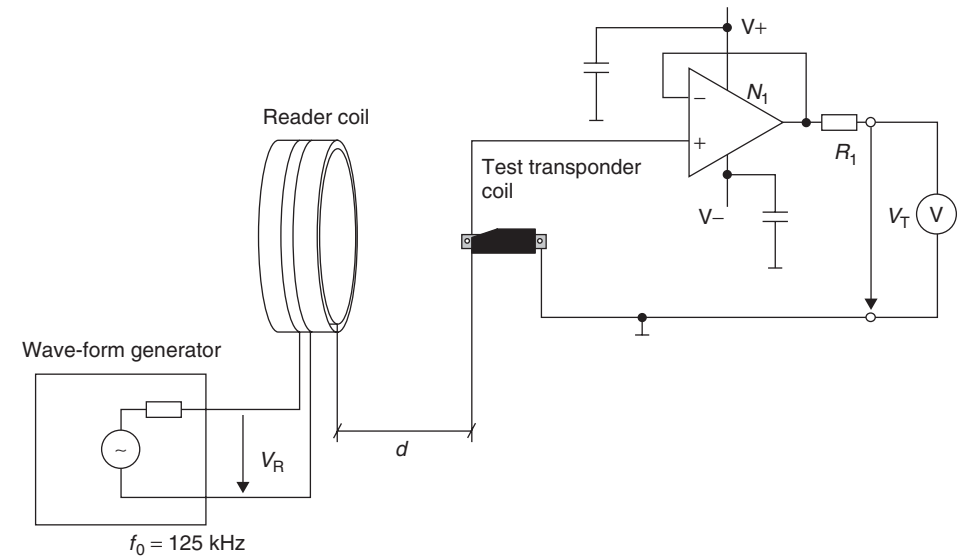 V+
N1
−
+
Reader coil
Test transponder
coil
R1
V−
VT
V
Wave-form generator
~
VR
d
f0 = 125 kHz